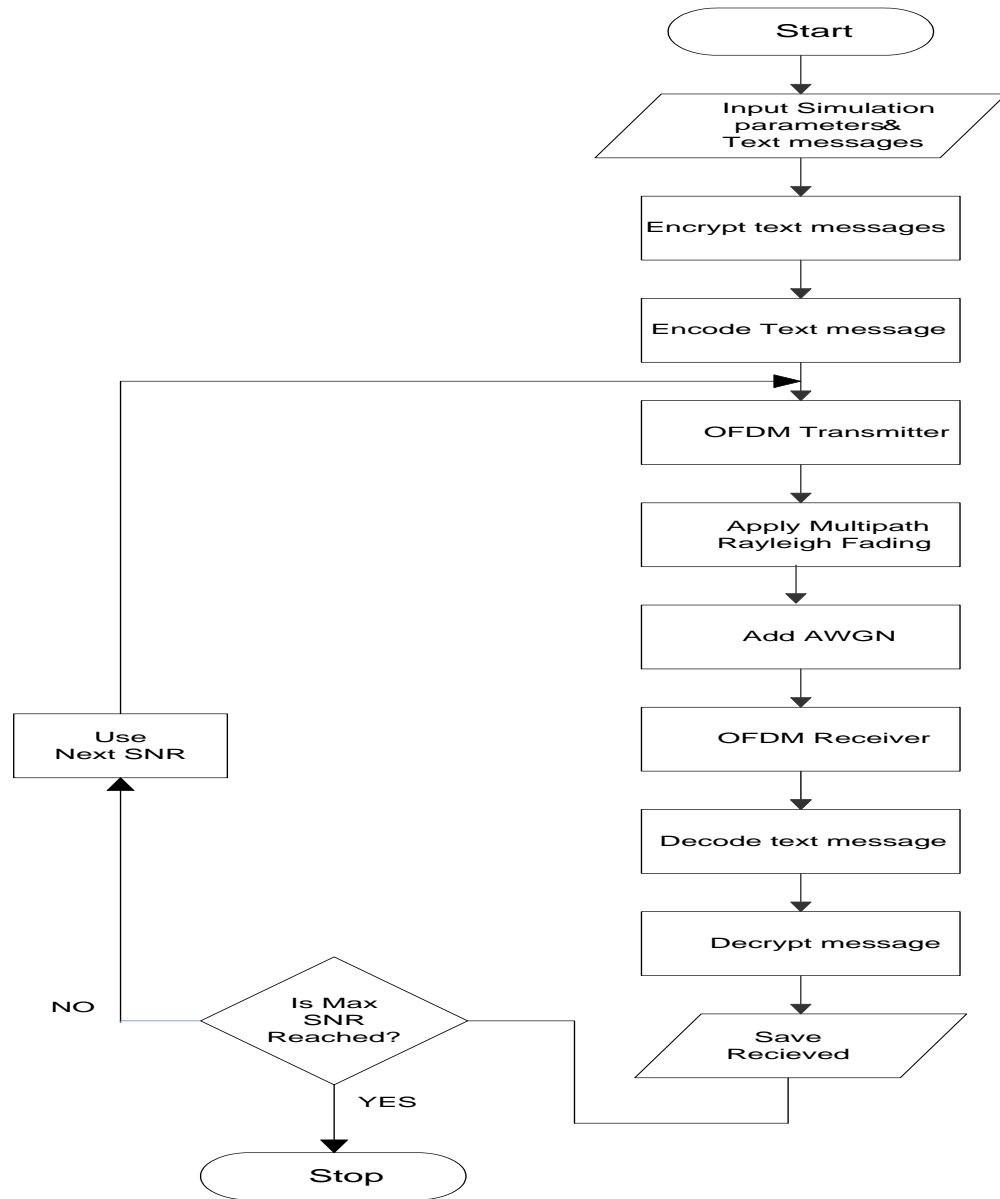 Start
Input Simulation
parameters&
Text messages
Encrypt text messages
Encode Text message
OFDM Transmitter
Apply Multipath
Rayleigh Fading
Add AWGN
OFDM Receiver
Decode text message
Decrypt message
Save
Recieved
Is Max
SNR
Reached?
NO
Use
Next SNR
YES
Stop